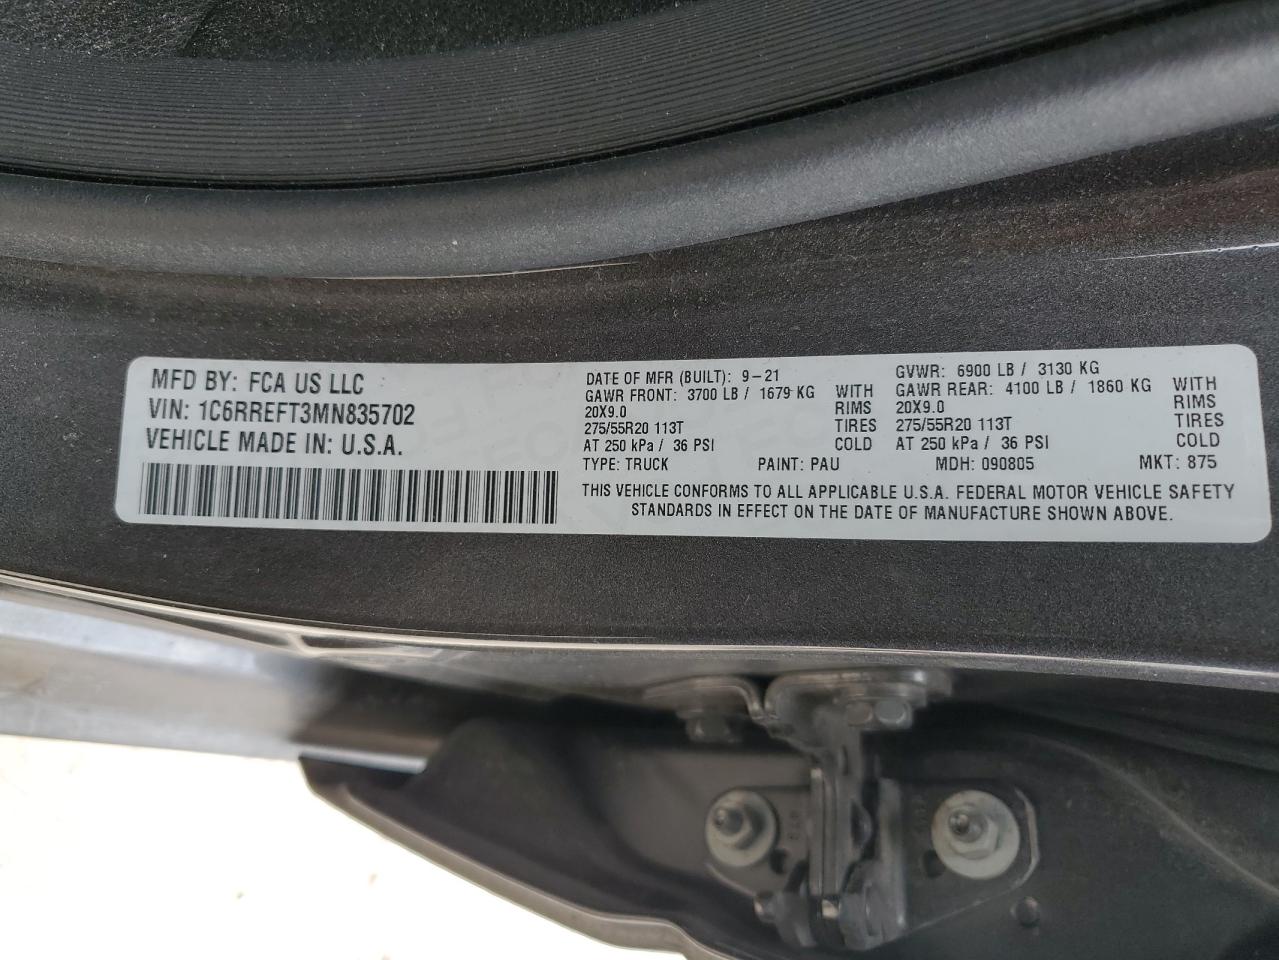 MFD BY: FCA US LLC
VIN: 1C6RREFT3MN835702
VEHICLE MADE IN: U.S.A.
DATE OF MFR (BUILT): 9-21
GAWR FRONT: 3700 LB / 1679 KG WITH
20X9.0 RIMS
275/55R20 113T TIRES
AT 250 kPa / 36 PSI COLD
GVWR: 6900 LB / 3130 KG
GAWR REAR: 4100 LB / 1860 KG WITH
20X9.0 RIMS
275/55R20 113T TIRES
AT 250 kPa / 36 PSI COLD
TYPE: TRUCK PAINT: PAU MDH: 090805 MKT: 875
THIS VEHICLE CONFORMS TO ALL APPLICABLE U.S.A. FEDERAL MOTOR VEHICLE SAFETY
STANDARDS IN EFFECT ON THE DATE OF MANUFACTURE SHOWN ABOVE.